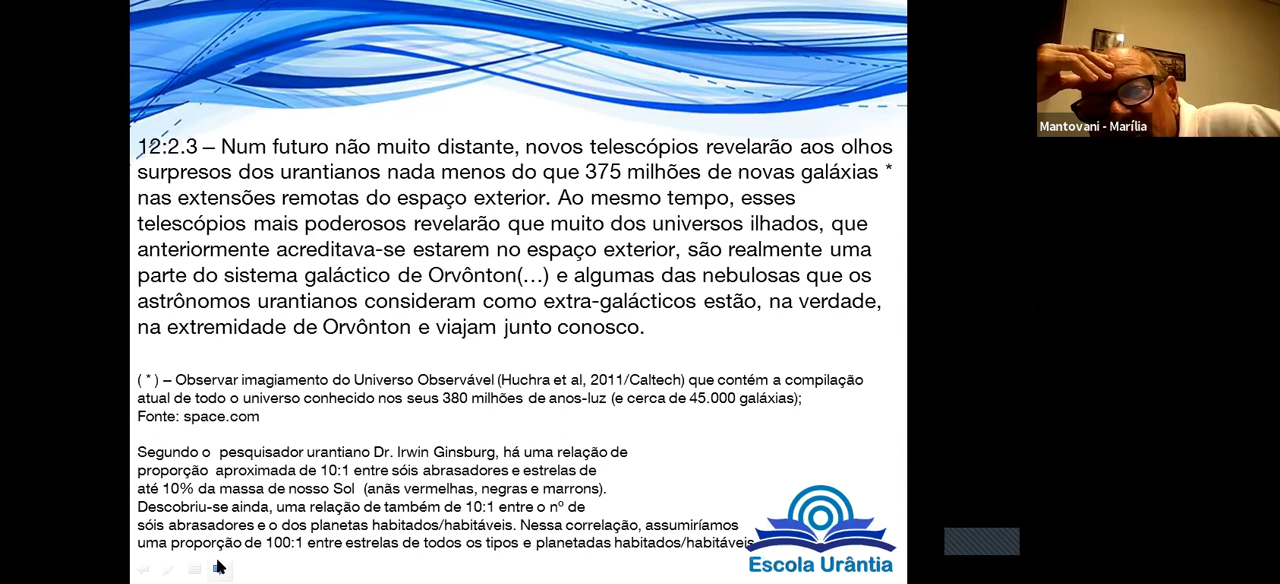 12:2.3 – Num futuro não muito distante, novos telescópios revelarão aos olhos
surpresos dos urantianos nada menos do que 375 milhões de novas galáxias *
nas extensões remotas do espaço exterior. Ao mesmo tempo, esses
telescópios mais poderosos revelarão que muito dos universos ilhados, que
anteriormente acreditava-se estarem no espaço exterior, são realmente uma
parte do sistema galáctico de Orvônton(…) e algumas das nebulosas que os
astrônomos urantianos consideram como extra-galácticos estão, na verdade,
na extremidade de Orvônton e viajam junto conosco.
( * ) – Observar imagiamento do Universo Observável (Huchra et al, 2011/Caltech) que contém a compilação
atual de todo o universo conhecido nos seus 380 milhões de anos-luz (e cerca de 45.000 galáxias);
Fonte: space.com
Segundo o pesquisador urantiano Dr. Irwin Ginsburg, há uma relação de
proporção aproximada de 10:1 entre sóis abrasadores e estrelas de
até 10% da massa de nosso Sol (anãs vermelhas, negras e marrons).
Descobriu-se ainda, uma relação de também de 10:1 entre o nº de
sóis abrasadores e o dos planetas habitados/habitáveis. Nessa correlação, assumiríamos
uma proporção de 100:1 entre estrelas de todos os tipos e planetadas habitados/habitáveis
Escola Urântia
Mantovani - Marília